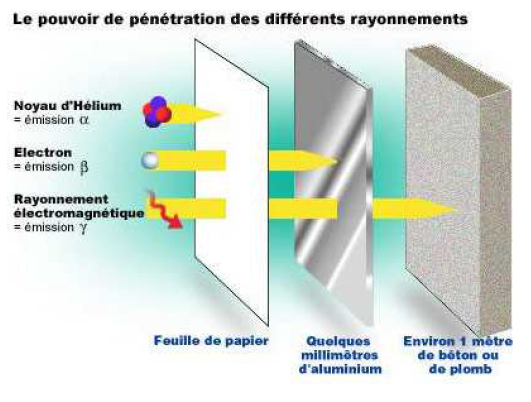 Le pouvoir de pénétration des différents rayonnements
Noyau d'Hélium
= émission α
Electron
= émission β
Rayonnement
électromagnétique
= émission γ
Feuille de papier
Quelques
millimètres
d'aluminium
Environ 1 mètre
de bêton ou
de plomb